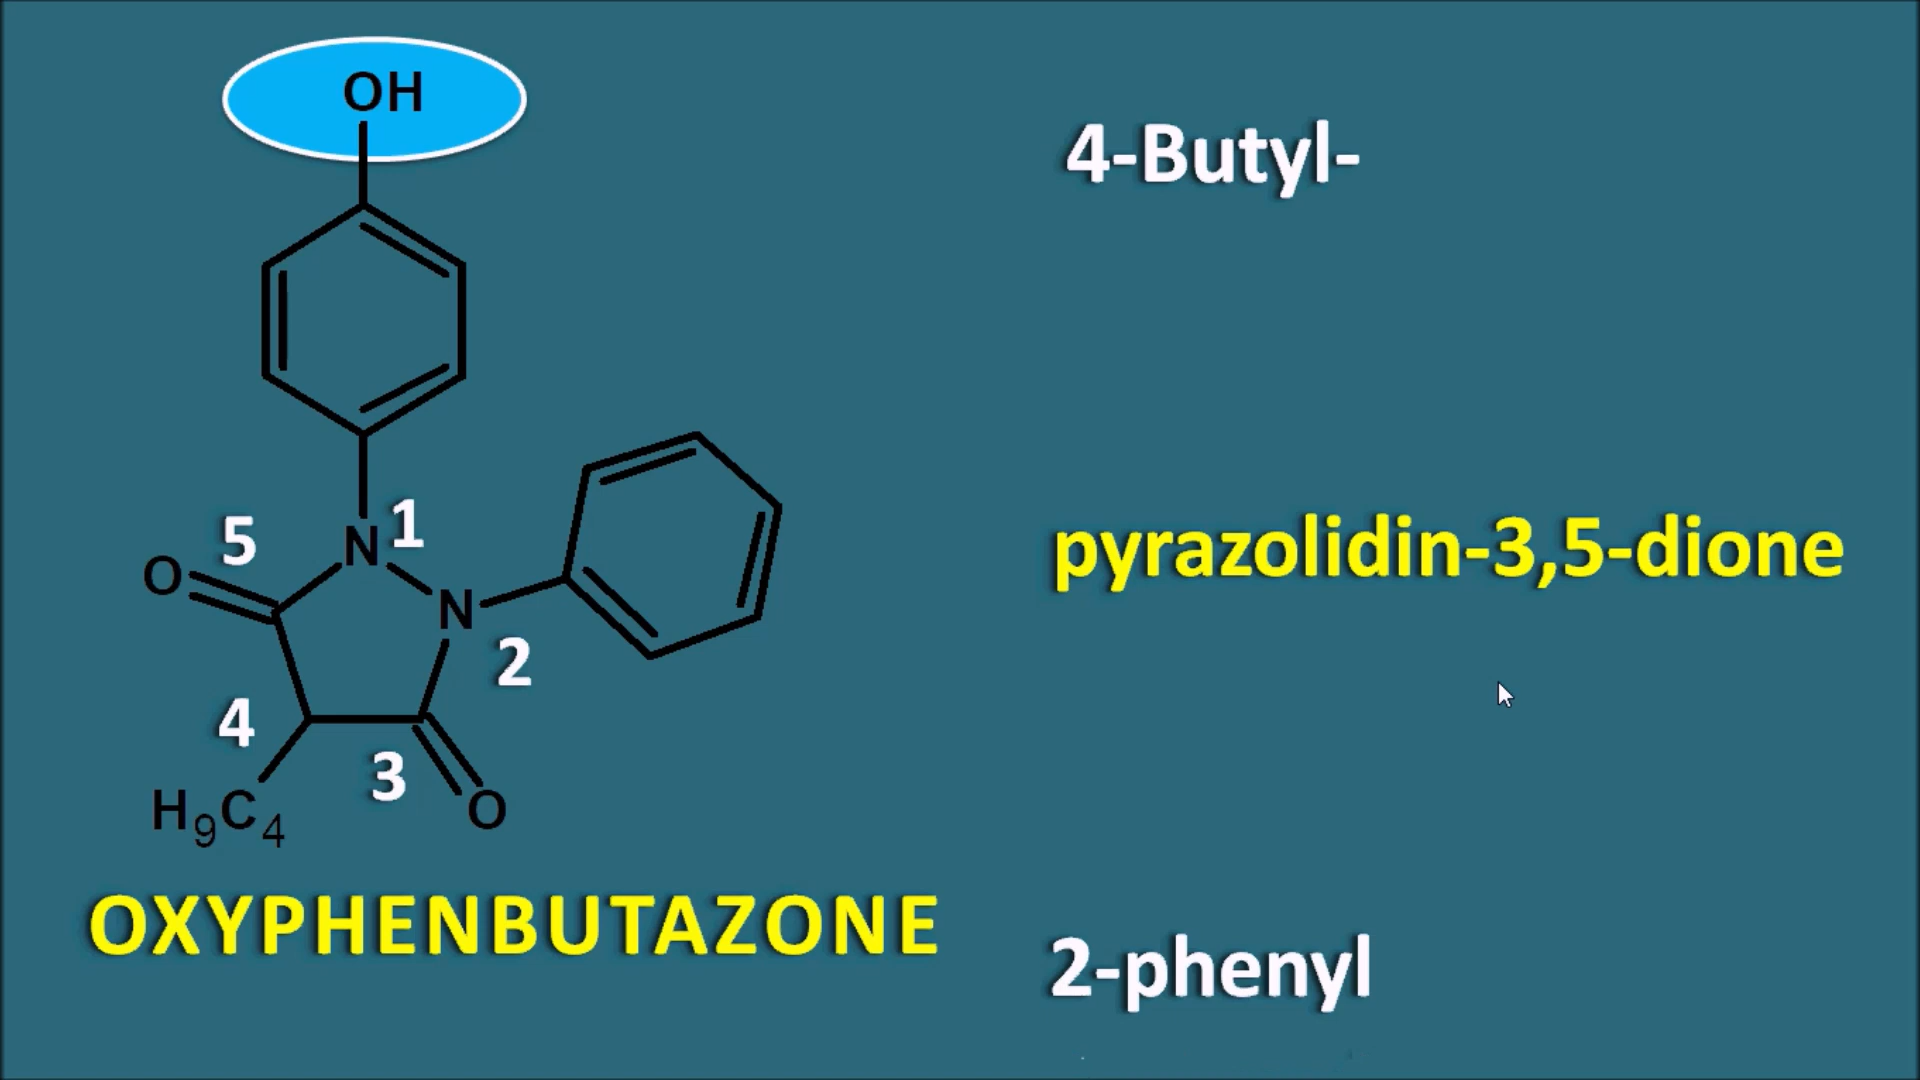 OH
4-Butyl-
5
N 1
O
N
2
pyrazolidin-3,5-dione
4
3
H9C4
O
OXYPHENBUTAZONE
2-phenyl